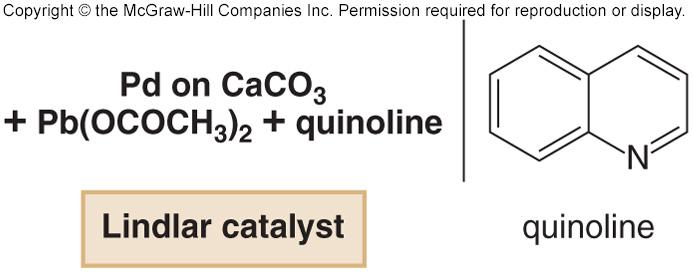 Copyright © the McGraw-Hill Companies Inc. Permission required for reproduction or display.
Pd on CaCO₃
+ Pb(OCOCH₃)₂ + quinoline
Lindlar catalyst
N
quinoline